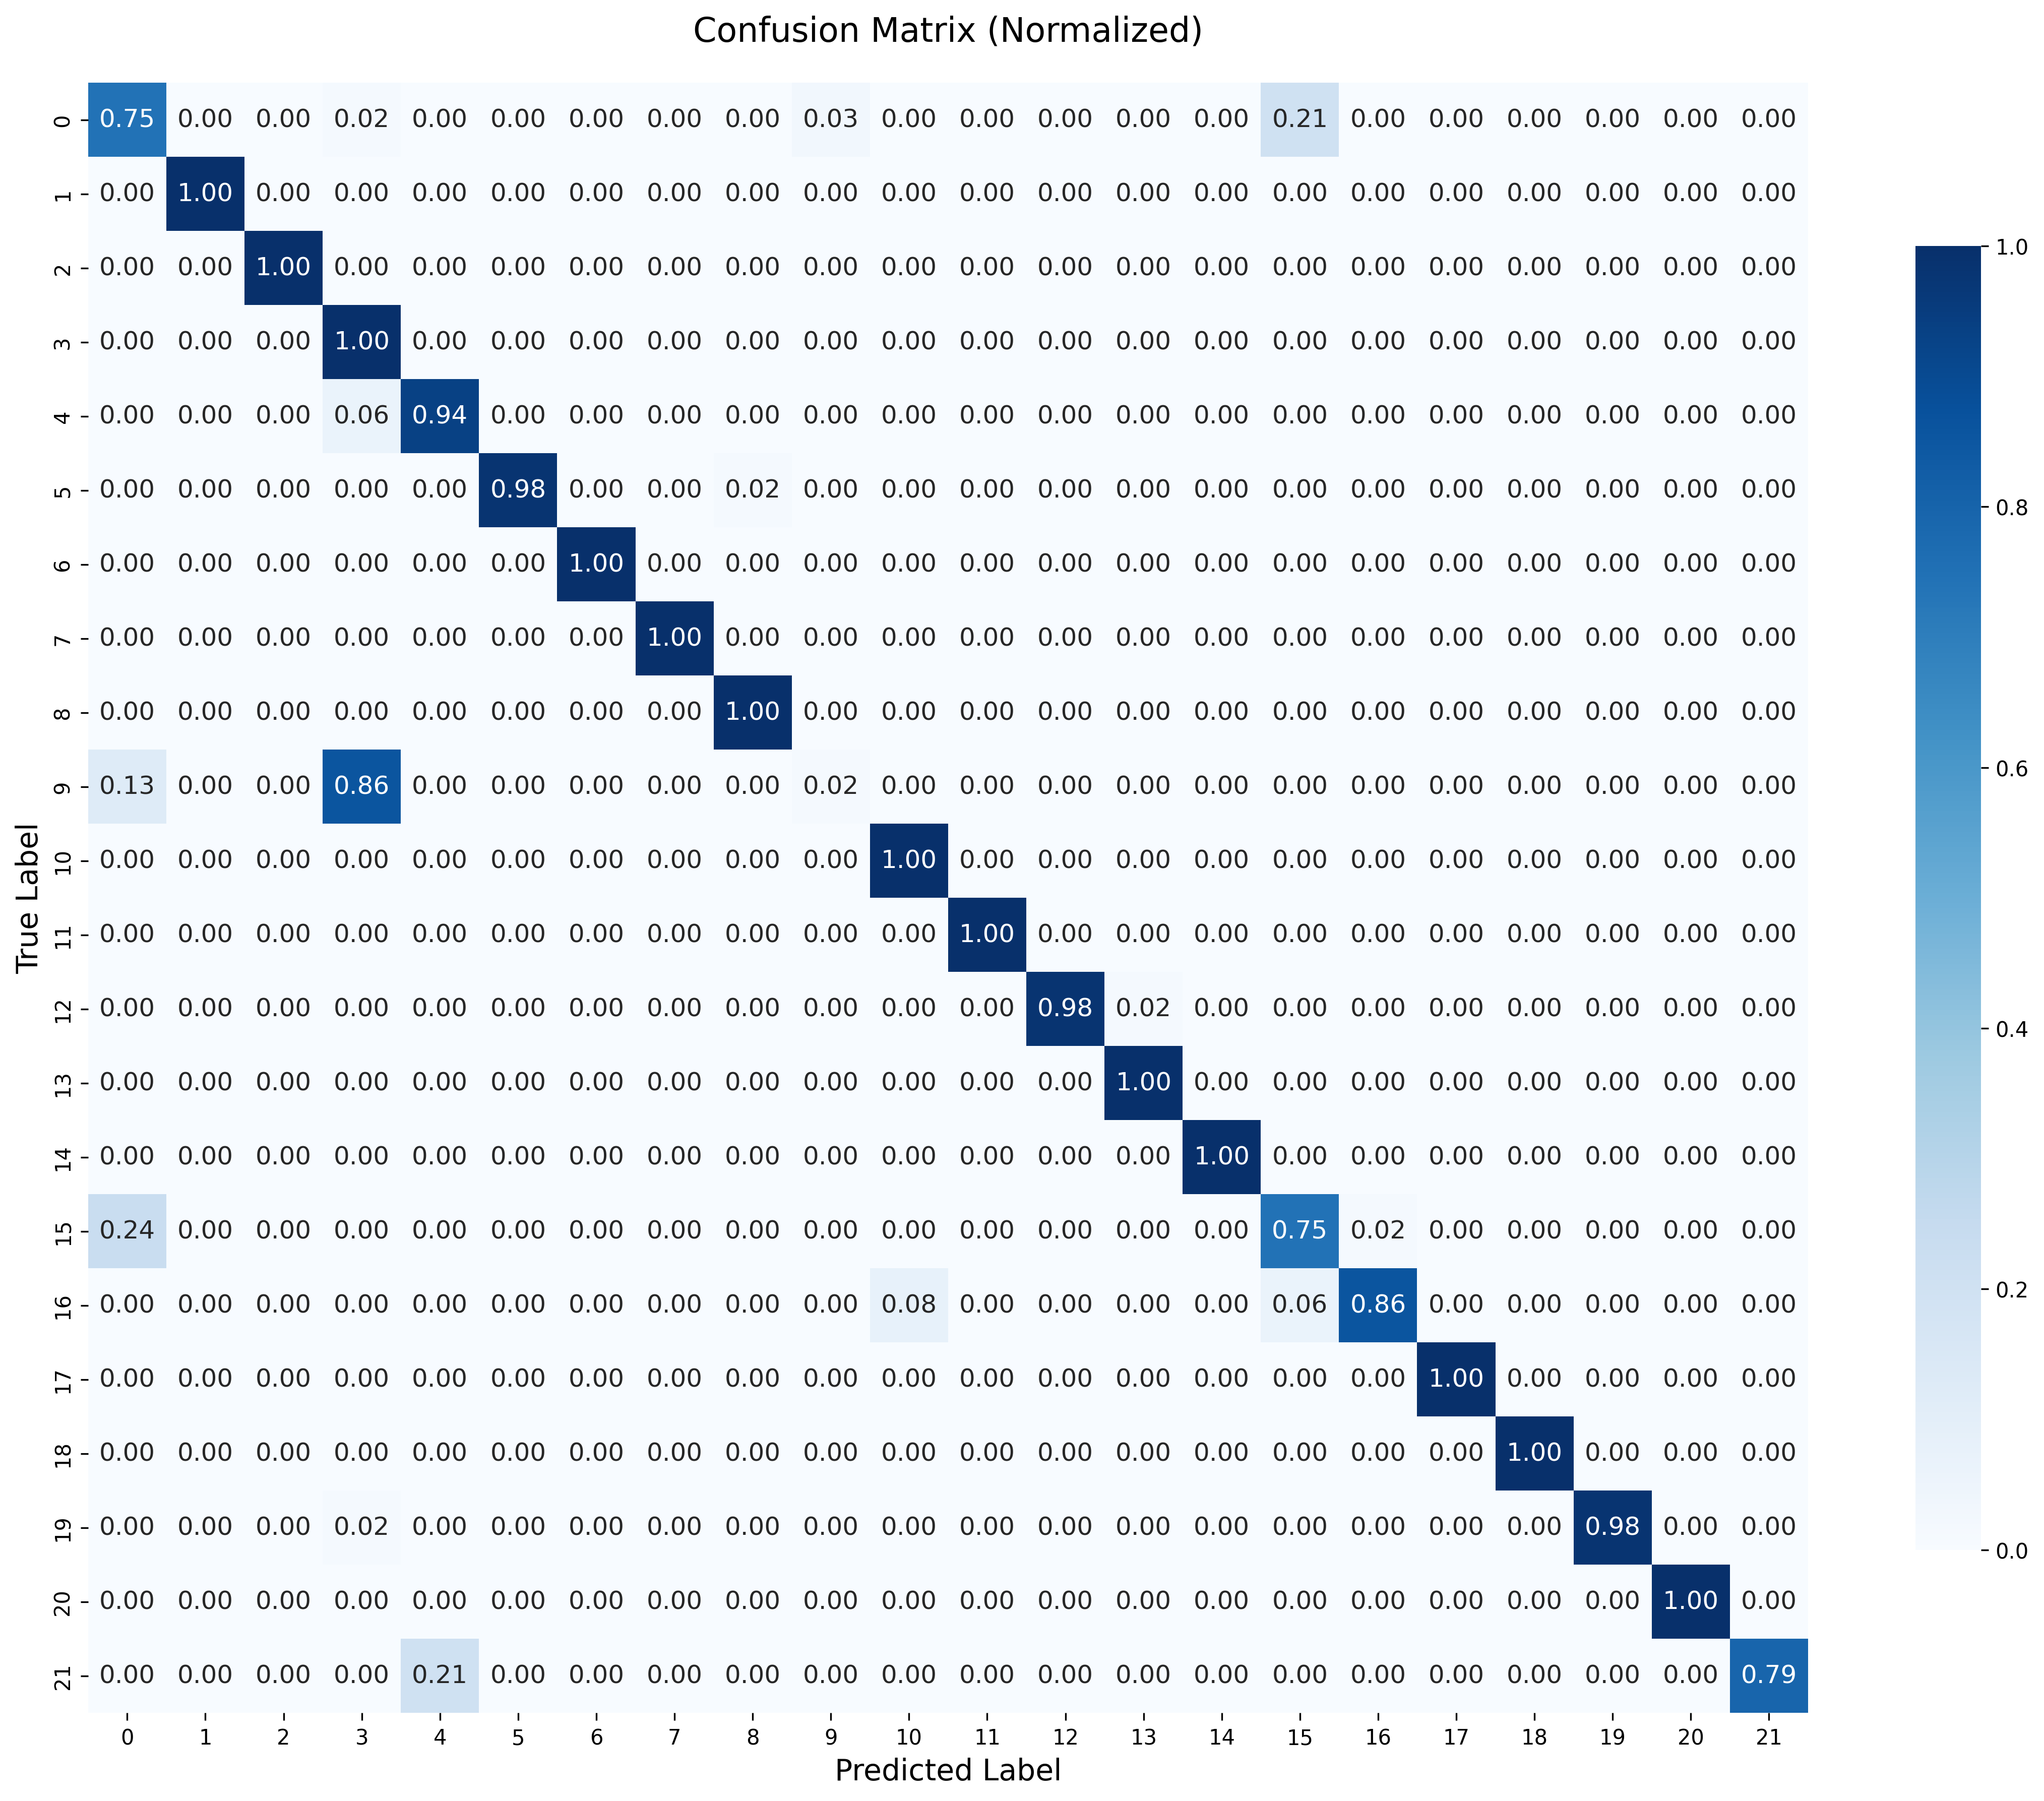 Confusion Matrix (Normalized)
0 0.75 0.00 0.00 0.02 0.00 0.00 0.00 0.00 0.00 0.03 0.00 0.00 0.00 0.00 0.00 0.21 0.00 0.00 0.00 0.00 0.00 0.00
1 0.00 1.00 0.00 0.00 0.00 0.00 0.00 0.00 0.00 0.00 0.00 0.00 0.00 0.00 0.00 0.00 0.00 0.00 0.00 0.00 0.00 0.00
2 0.00 0.00 1.00 0.00 0.00 0.00 0.00 0.00 0.00 0.00 0.00 0.00 0.00 0.00 0.00 0.00 0.00 0.00 0.00 0.00 0.00 0.00
3 0.00 0.00 0.00 1.00 0.00 0.00 0.00 0.00 0.00 0.00 0.00 0.00 0.00 0.00 0.00 0.00 0.00 0.00 0.00 0.00 0.00 0.00
4 0.00 0.00 0.00 0.06 0.94 0.00 0.00 0.00 0.00 0.00 0.00 0.00 0.00 0.00 0.00 0.00 0.00 0.00 0.00 0.00 0.00 0.00
5 0.00 0.00 0.00 0.00 0.00 0.98 0.00 0.00 0.02 0.00 0.00 0.00 0.00 0.00 0.00 0.00 0.00 0.00 0.00 0.00 0.00 0.00
6 0.00 0.00 0.00 0.00 0.00 0.00 1.00 0.00 0.00 0.00 0.00 0.00 0.00 0.00 0.00 0.00 0.00 0.00 0.00 0.00 0.00 0.00
7 0.00 0.00 0.00 0.00 0.00 0.00 0.00 1.00 0.00 0.00 0.00 0.00 0.00 0.00 0.00 0.00 0.00 0.00 0.00 0.00 0.00 0.00
8 0.00 0.00 0.00 0.00 0.00 0.00 0.00 0.00 1.00 0.00 0.00 0.00 0.00 0.00 0.00 0.00 0.00 0.00 0.00 0.00 0.00 0.00
9 0.13 0.00 0.00 0.86 0.00 0.00 0.00 0.00 0.00 0.02 0.00 0.00 0.00 0.00 0.00 0.00 0.00 0.00 0.00 0.00 0.00 0.00
10 0.00 0.00 0.00 0.00 0.00 0.00 0.00 0.00 0.00 0.00 1.00 0.00 0.00 0.00 0.00 0.00 0.00 0.00 0.00 0.00 0.00 0.00
11 0.00 0.00 0.00 0.00 0.00 0.00 0.00 0.00 0.00 0.00 0.00 1.00 0.00 0.00 0.00 0.00 0.00 0.00 0.00 0.00 0.00 0.00
12 0.00 0.00 0.00 0.00 0.00 0.00 0.00 0.00 0.00 0.00 0.00 0.00 0.98 0.02 0.00 0.00 0.00 0.00 0.00 0.00 0.00 0.00
13 0.00 0.00 0.00 0.00 0.00 0.00 0.00 0.00 0.00 0.00 0.00 0.00 0.00 1.00 0.00 0.00 0.00 0.00 0.00 0.00 0.00 0.00
14 0.00 0.00 0.00 0.00 0.00 0.00 0.00 0.00 0.00 0.00 0.00 0.00 0.00 0.00 1.00 0.00 0.00 0.00 0.00 0.00 0.00 0.00
15 0.24 0.00 0.00 0.00 0.00 0.00 0.00 0.00 0.00 0.00 0.00 0.00 0.00 0.00 0.00 0.75 0.02 0.00 0.00 0.00 0.00 0.00
16 0.00 0.00 0.00 0.00 0.00 0.00 0.00 0.00 0.00 0.00 0.08 0.00 0.00 0.00 0.00 0.06 0.86 0.00 0.00 0.00 0.00 0.00
17 0.00 0.00 0.00 0.00 0.00 0.00 0.00 0.00 0.00 0.00 0.00 0.00 0.00 0.00 0.00 0.00 0.00 1.00 0.00 0.00 0.00 0.00
18 0.00 0.00 0.00 0.00 0.00 0.00 0.00 0.00 0.00 0.00 0.00 0.00 0.00 0.00 0.00 0.00 0.00 0.00 1.00 0.00 0.00 0.00
19 0.00 0.00 0.00 0.02 0.00 0.00 0.00 0.00 0.00 0.00 0.00 0.00 0.00 0.00 0.00 0.00 0.00 0.00 0.00 0.98 0.00 0.00
20 0.00 0.00 0.00 0.00 0.00 0.00 0.00 0.00 0.00 0.00 0.00 0.00 0.00 0.00 0.00 0.00 0.00 0.00 0.00 0.00 1.00 0.00
21 0.00 0.00 0.00 0.00 0.21 0.00 0.00 0.00 0.00 0.00 0.00 0.00 0.00 0.00 0.00 0.00 0.00 0.00 0.00 0.00 0.00 0.79
0 1 2 3 4 5 6 7 8 9 10 11 12 13 14 15 16 17 18 19 20 21
Predicted Label
True Label
1.0
0.8
0.6
0.4
0.2
0.0